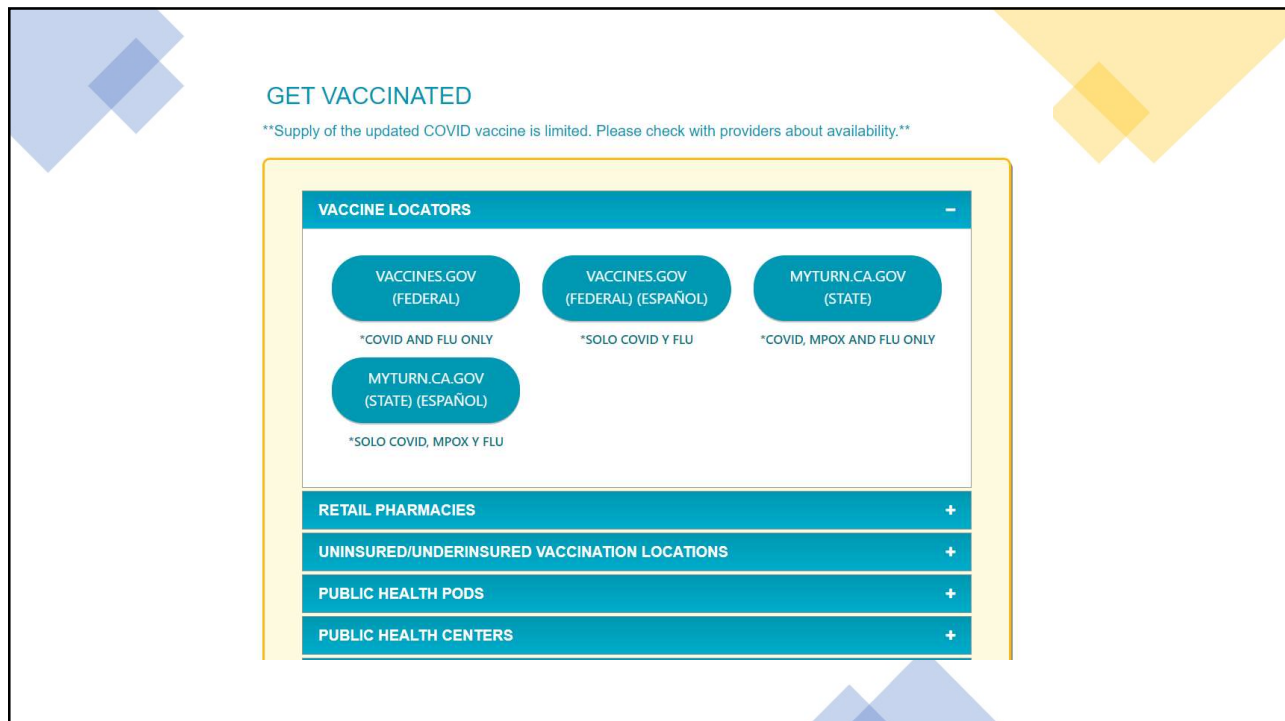 GET VACCINATED
**Supply of the updated COVID vaccine is limited. Please check with providers about availability.**
VACCINE LOCATORS −
VACCINES.GOV
(FEDERAL)
*COVID AND FLU ONLY
VACCINES.GOV
(FEDERAL) (ESPAÑOL)
*SOLO COVID Y FLU
MYTURN.CA.GOV
(STATE)
*COVID, MPOX AND FLU ONLY
MYTURN.CA.GOV
(STATE) (ESPAÑOL)
*SOLO COVID, MPOX Y FLU
RETAIL PHARMACIES +
UNINSURED/UNDERINSURED VACCINATION LOCATIONS +
PUBLIC HEALTH PODS +
PUBLIC HEALTH CENTERS +